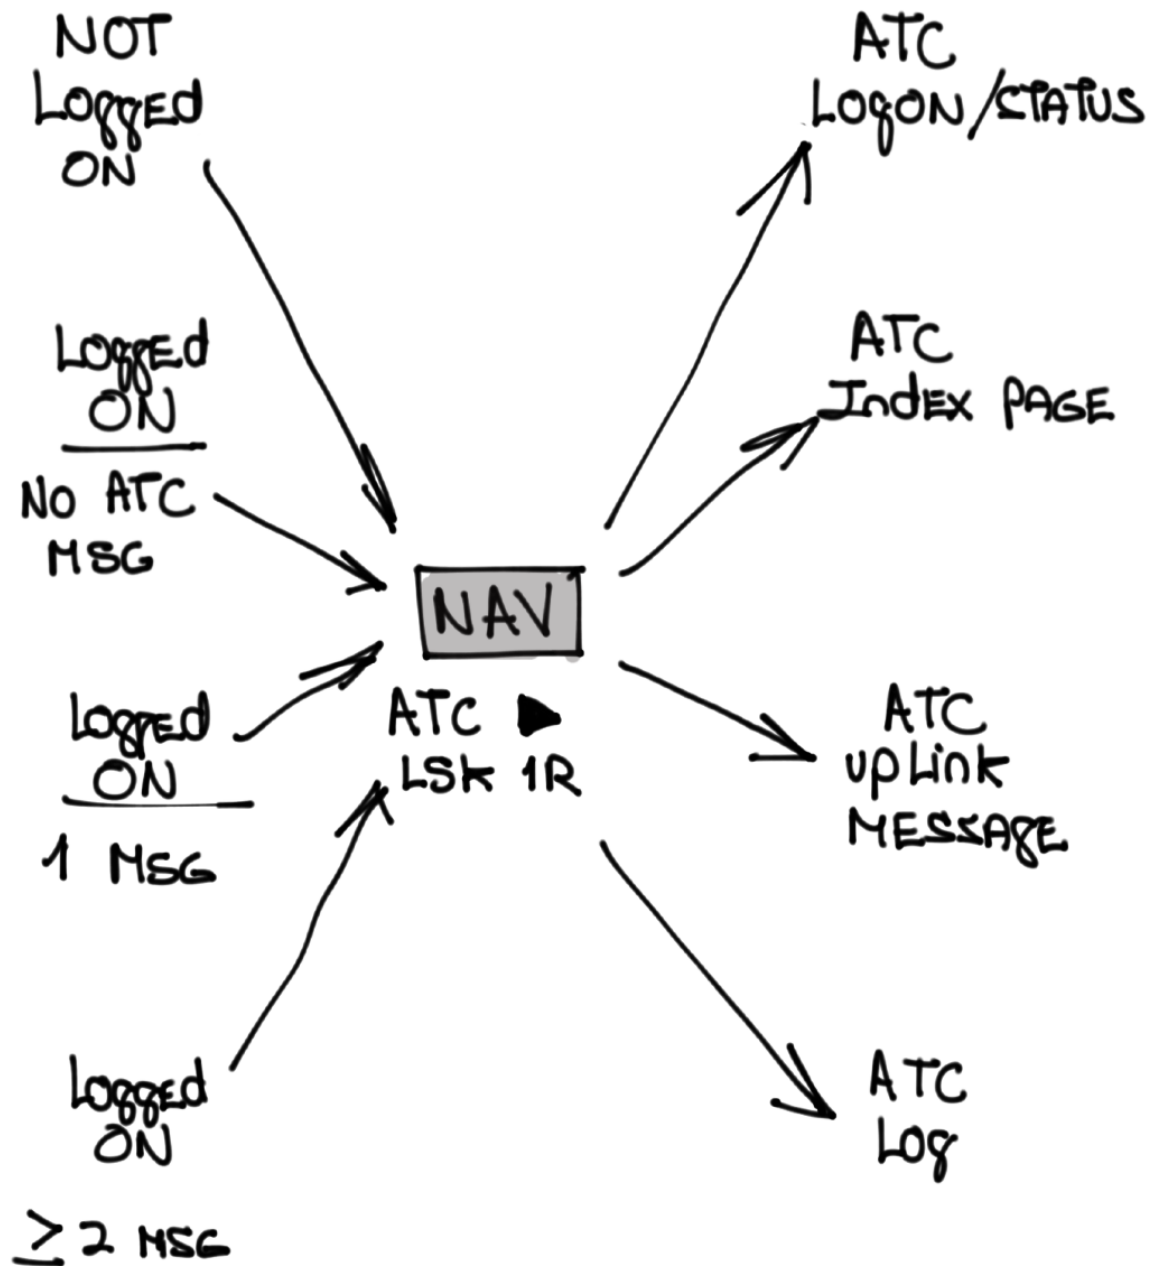 NOT
Logged
ON
Logged
ON
NO ATC
MSG
Logged
ON
1 MSG
Logged
ON
≥ 2 MSG
NAV
ATC ▶
LSK 1R
ATC
LOgON/STATUS
ATC
IndEx PAGE
ATC
upLink
MESSAgE
ATC
Log